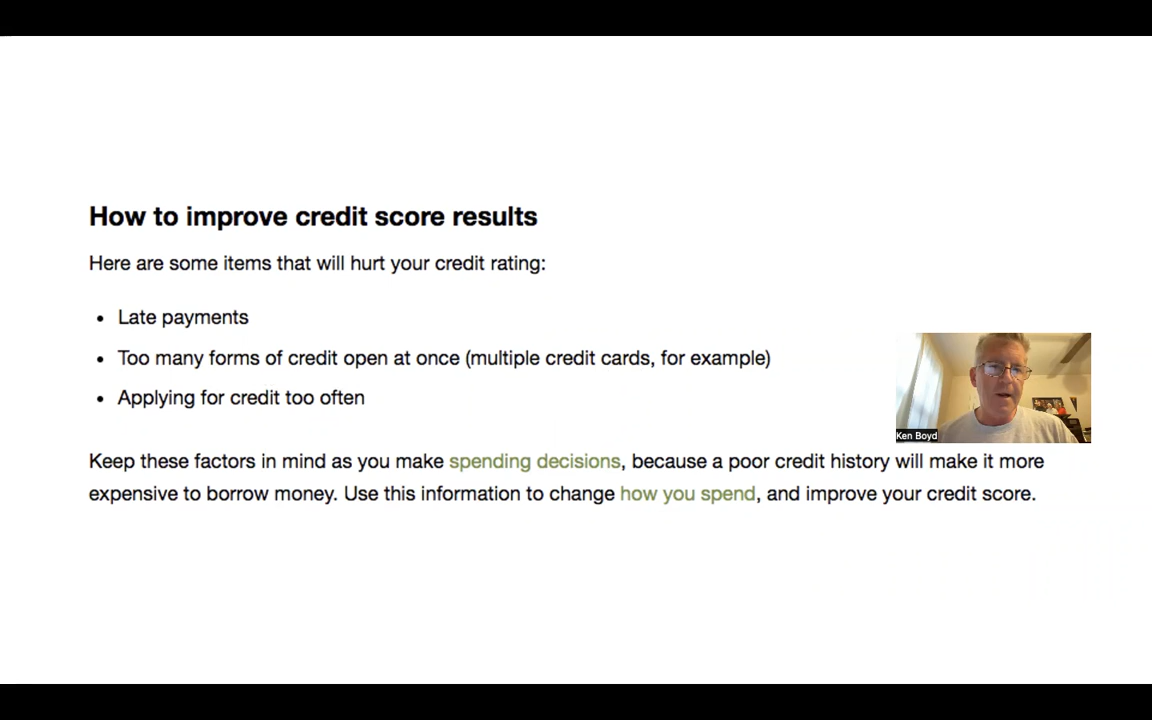 How to improve credit score results
Here are some items that will hurt your credit rating:
• Late payments
• Too many forms of credit open at once (multiple credit cards, for example)
• Applying for credit too often
Ken Boyd
Keep these factors in mind as you make spending decisions, because a poor credit history will make it more
expensive to borrow money. Use this information to change how you spend, and improve your credit score.